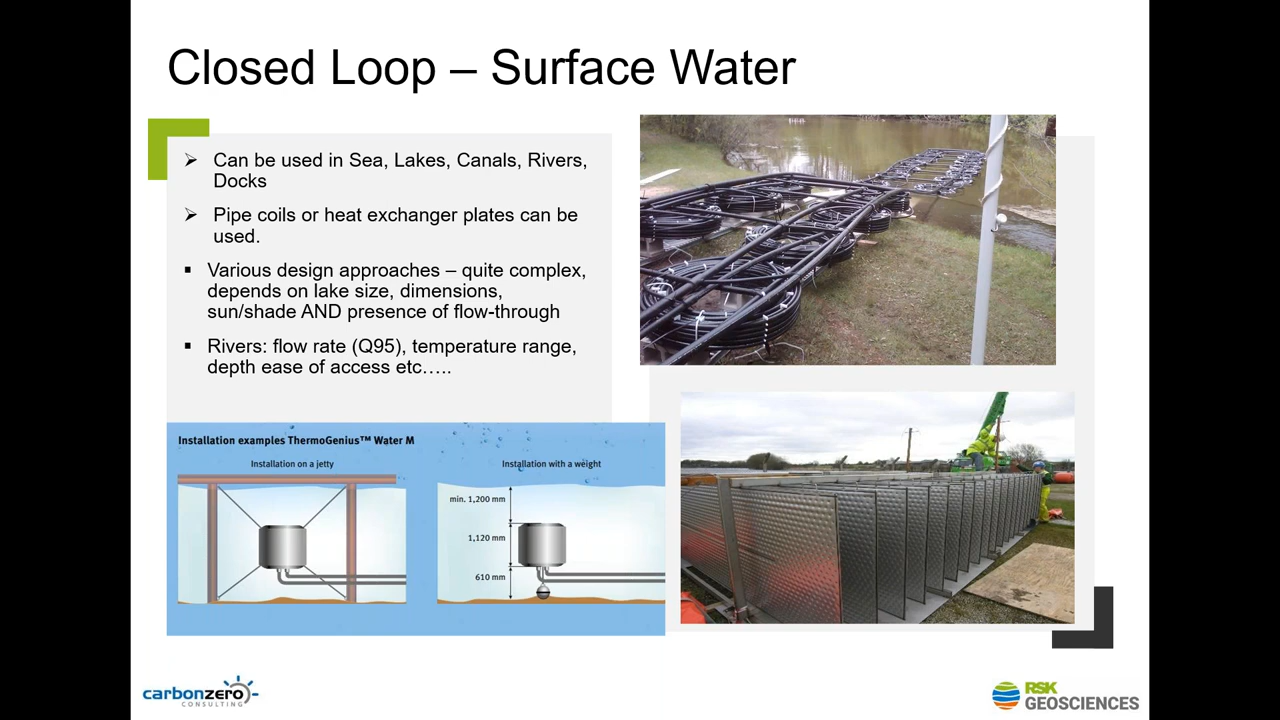 Closed Loop – Surface Water
Can be used in Sea, Lakes, Canals, Rivers,
Docks
Pipe coils or heat exchanger plates can be
used.
Various design approaches – quite complex,
depends on lake size, dimensions,
sun/shade AND presence of flow-through
Rivers: flow rate (Q95), temperature range,
depth ease of access etc…..
Installation examples ThermoGenius™ Water M
Installation on a jetty
Installation with a weight
min. 1,200 mm
1,120 mm
610 mm
carbonzero
CONSULTING
RSK
GEOSCIENCES